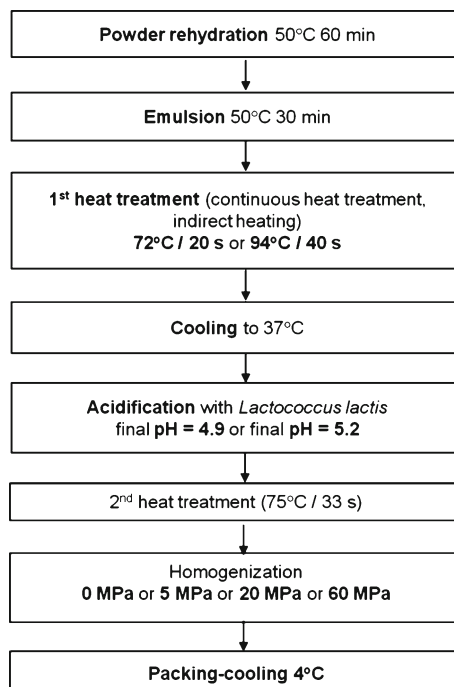 Powder rehydration 50°C 60 min
Emulsion 50°C 30 min
1st heat treatment (continuous heat treatment,
indirect heating)
72°C / 20 s or 94°C / 40 s
Cooling to 37°C
Acidification with Lactococcus lactis
final pH = 4.9 or final pH = 5.2
2nd heat treatment (75°C / 33 s)
Homogenization
0 MPa or 5 MPa or 20 MPa or 60 MPa
Packing-cooling 4°C